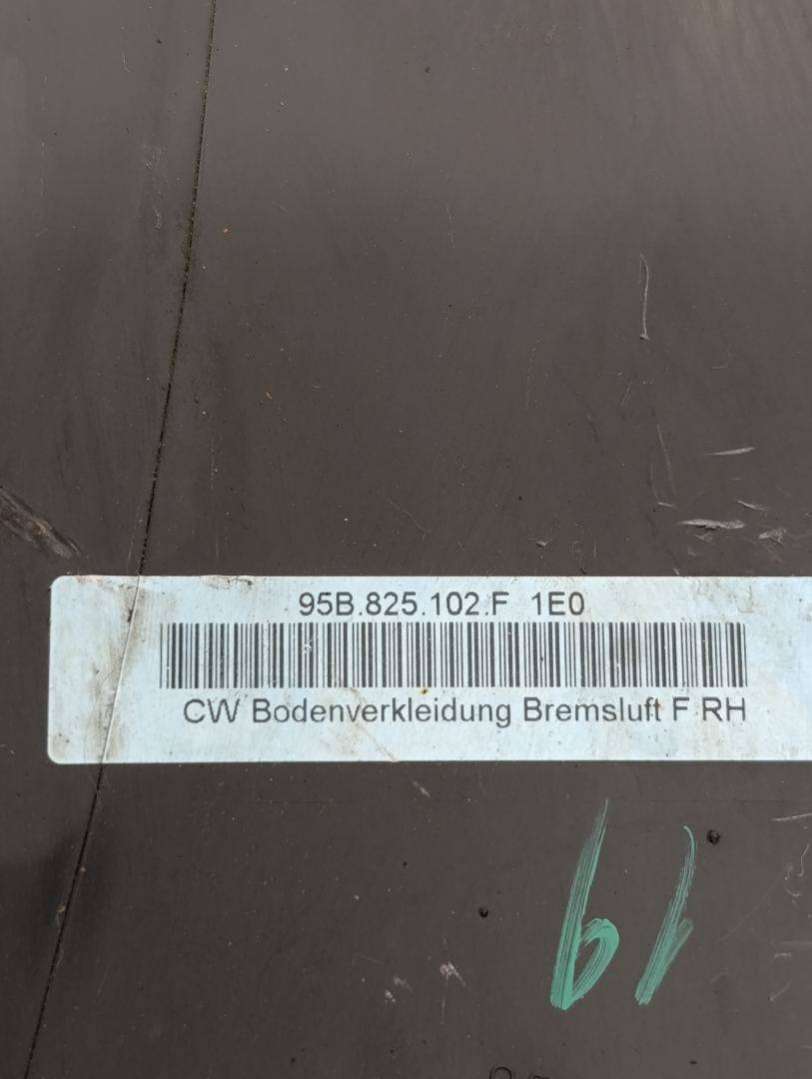 95B.825.102.F 1E0
CW Bodenverkleidung Bremsluft F RH